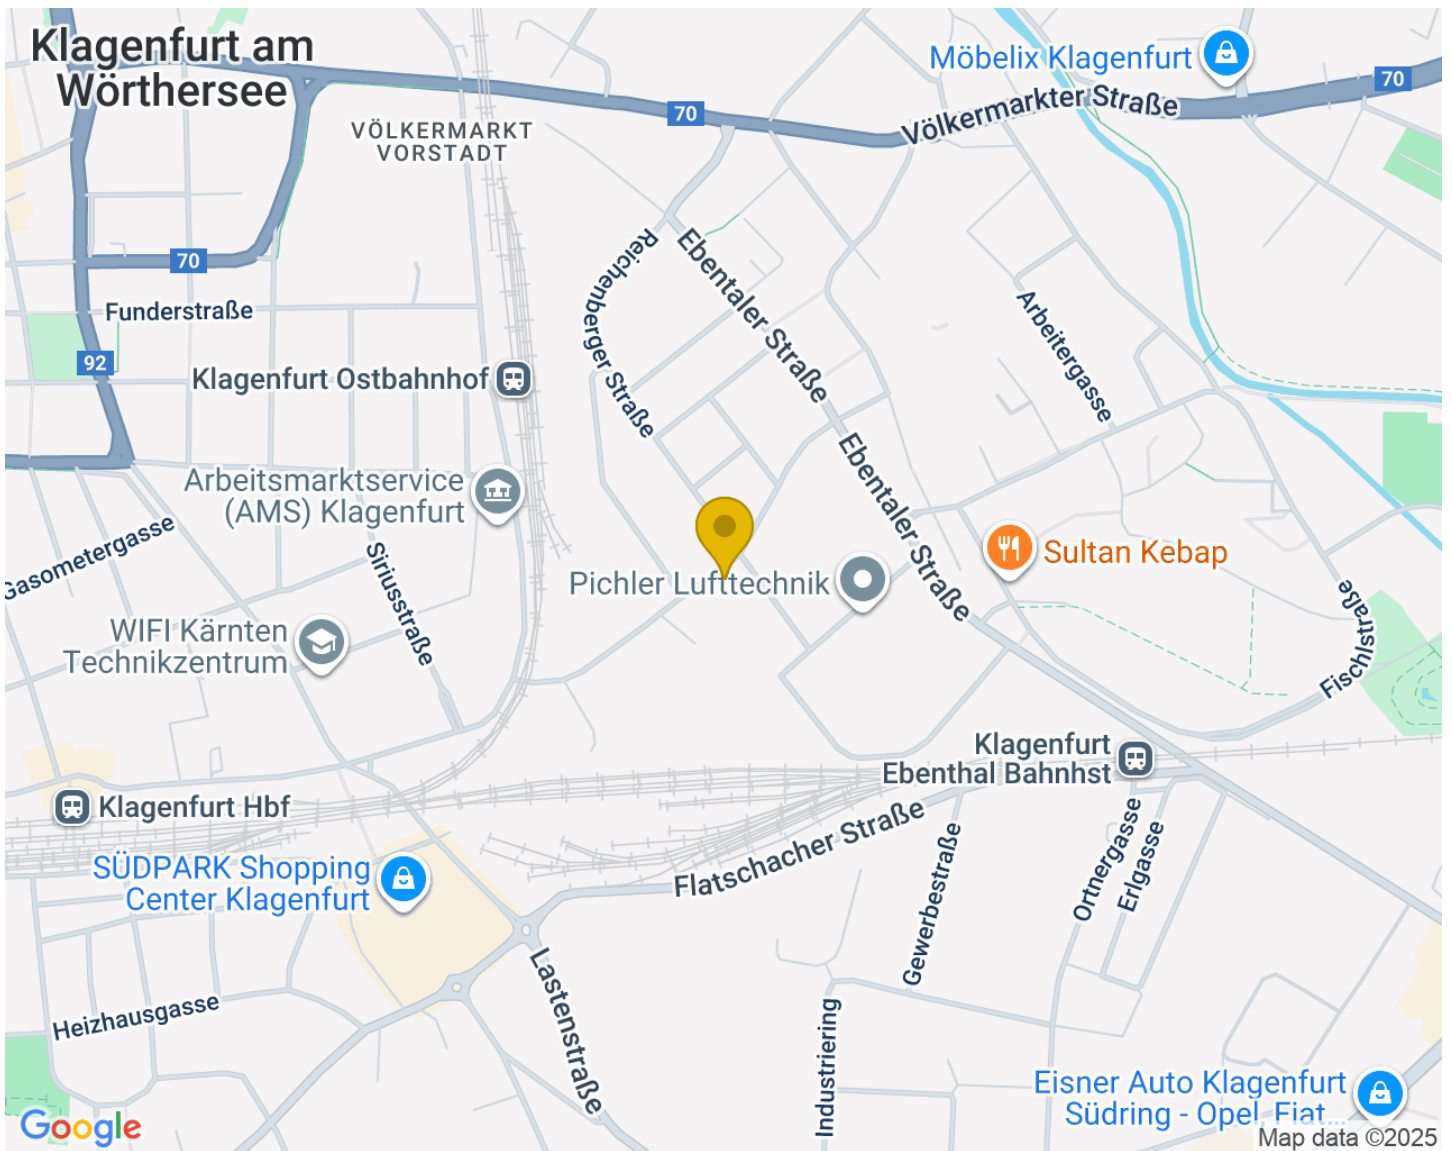 Klagenfurt am
Wörthersee
Möbelix Klagenfurt
70
Völkermarkter Straße
70
VÖLKERMARKT
VORSTADT
70
Reichenberger Straße
Ebentaler Straße
Funderstraße
Arbeitergasse
92
Klagenfurt Ostbahnhof
Ebentaler Straße
Arbeitsmarktservice
(AMS) Klagenfurt
Gasometergasse
Siriusstraße
Sultan Kebap
Pichler Lufttechnik
Fischlstraße
WIFI Kärnten
Technikzentrum
Klagenfurt
Ebenthal Bahnhst
Klagenfurt Hbf
Flatschacher Straße
SÜDPARK Shopping
Center Klagenfurt
Gewerbestraße
Ortnergasse
Erlgasse
Lastenstraße
Heizhausgasse
Industriering
Eisner Auto Klagenfurt
Südring - Opel, Fiat...
Google
Map data ©2025